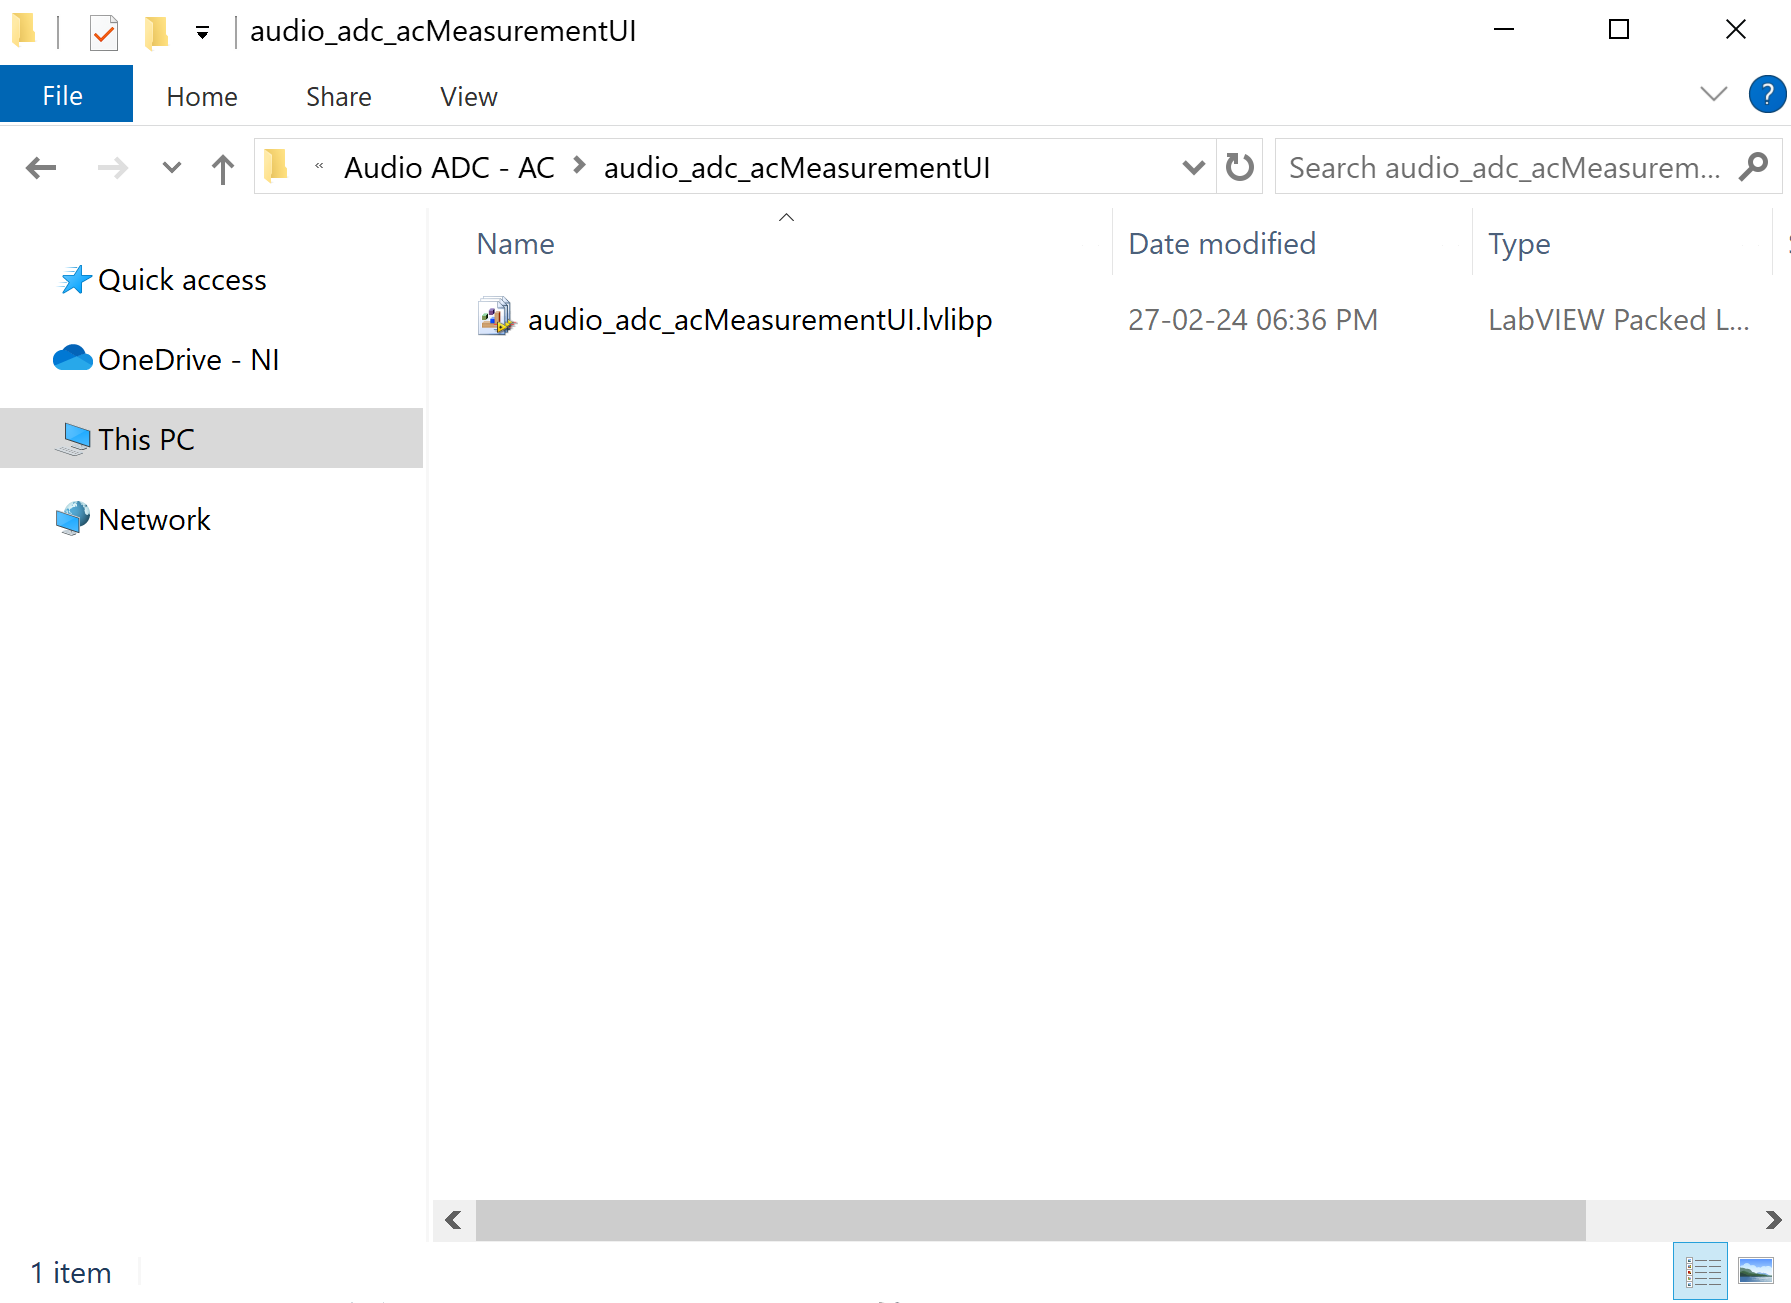 audio_adc_acMeasurementUI
File Home Share View ?
« Audio ADC - AC > audio_adc_acMeasurementUI Search audio_adc_acMeasurem...
Name Date modified Type
Quick access
audio_adc_acMeasurementUI.lvlibp 27-02-24 06:36 PM LabVIEW Packed L...
OneDrive - NI
This PC
Network
1 item